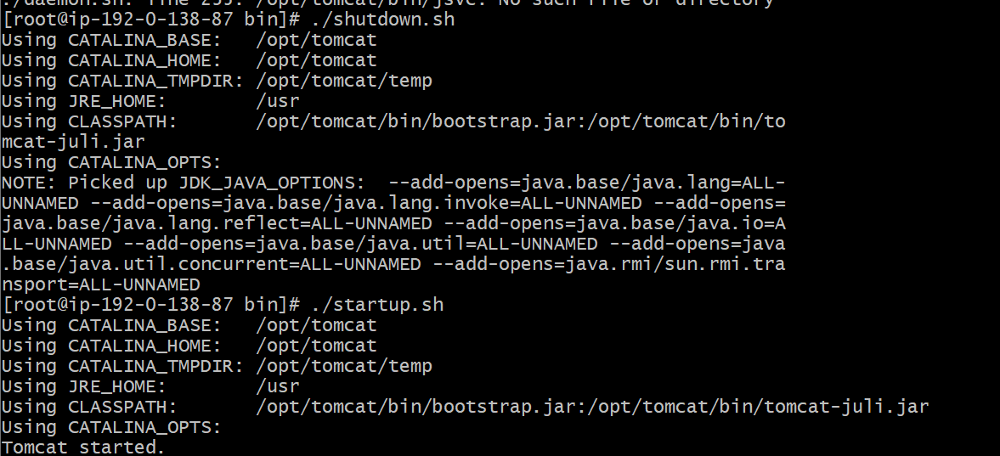 ./daemon.sh: line 255: /opt/tomcat/bin/jsvc: No such file or directory
[root@ip-192-0-138-87 bin]# ./shutdown.sh
Using CATALINA_BASE:   /opt/tomcat
Using CATALINA_HOME:   /opt/tomcat
Using CATALINA_TMPDIR: /opt/tomcat/temp
Using JRE_HOME:        /usr
Using CLASSPATH:       /opt/tomcat/bin/bootstrap.jar:/opt/tomcat/bin/to
mcat-juli.jar
Using CATALINA_OPTS:
NOTE: Picked up JDK_JAVA_OPTIONS:  --add-opens=java.base/java.lang=ALL-
UNNAMED --add-opens=java.base/java.lang.invoke=ALL-UNNAMED --add-opens=
java.base/java.lang.reflect=ALL-UNNAMED --add-opens=java.base/java.io=A
LL-UNNAMED --add-opens=java.base/java.util=ALL-UNNAMED --add-opens=java
.base/java.util.concurrent=ALL-UNNAMED --add-opens=java.rmi/sun.rmi.tra
nsport=ALL-UNNAMED
[root@ip-192-0-138-87 bin]# ./startup.sh
Using CATALINA_BASE:   /opt/tomcat
Using CATALINA_HOME:   /opt/tomcat
Using CATALINA_TMPDIR: /opt/tomcat/temp
Using JRE_HOME:        /usr
Using CLASSPATH:       /opt/tomcat/bin/bootstrap.jar:/opt/tomcat/bin/tomcat-juli.jar
Using CATALINA_OPTS:
Tomcat started.